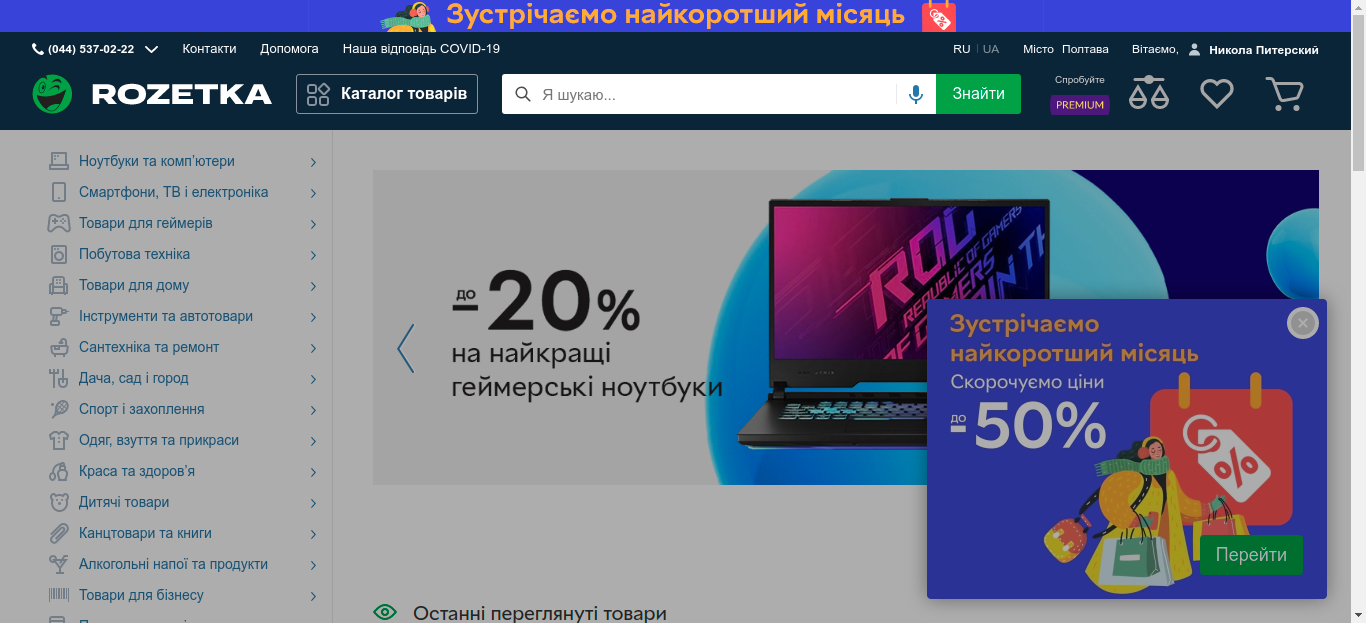 Зустрічаємо найкоротший місяць
(044) 537-02-22
Контакти
Допомога
Наша відповідь COVID-19
RU | UA
Місто Полтава
Вітаємо, Никола Питерский
ROZETKA
Каталог товарів
Я шукаю...
Знайти
Спробуйте
PREMIUM
Ноутбуки та комп’ютери
Смартфони, ТВ і електроніка
Товари для геймерів
Побутова техніка
Товари для дому
Інструменти та автотовари
Сантехніка та ремонт
Дача, сад і город
Спорт і захоплення
Одяг, взуття та прикраси
Краса та здоров’я
Дитячі товари
Канцтовари та книги
Алкогольні напої та продукти
Товари для бізнесу
до
-20%
на найкращі
геймерські ноутбуки
REPUBLIC OF GAMERS
Зустрічаємо
найкоротший місяць
Скорочуємо ціни
до
-50%
%
Перейти
Останні переглянуті товари